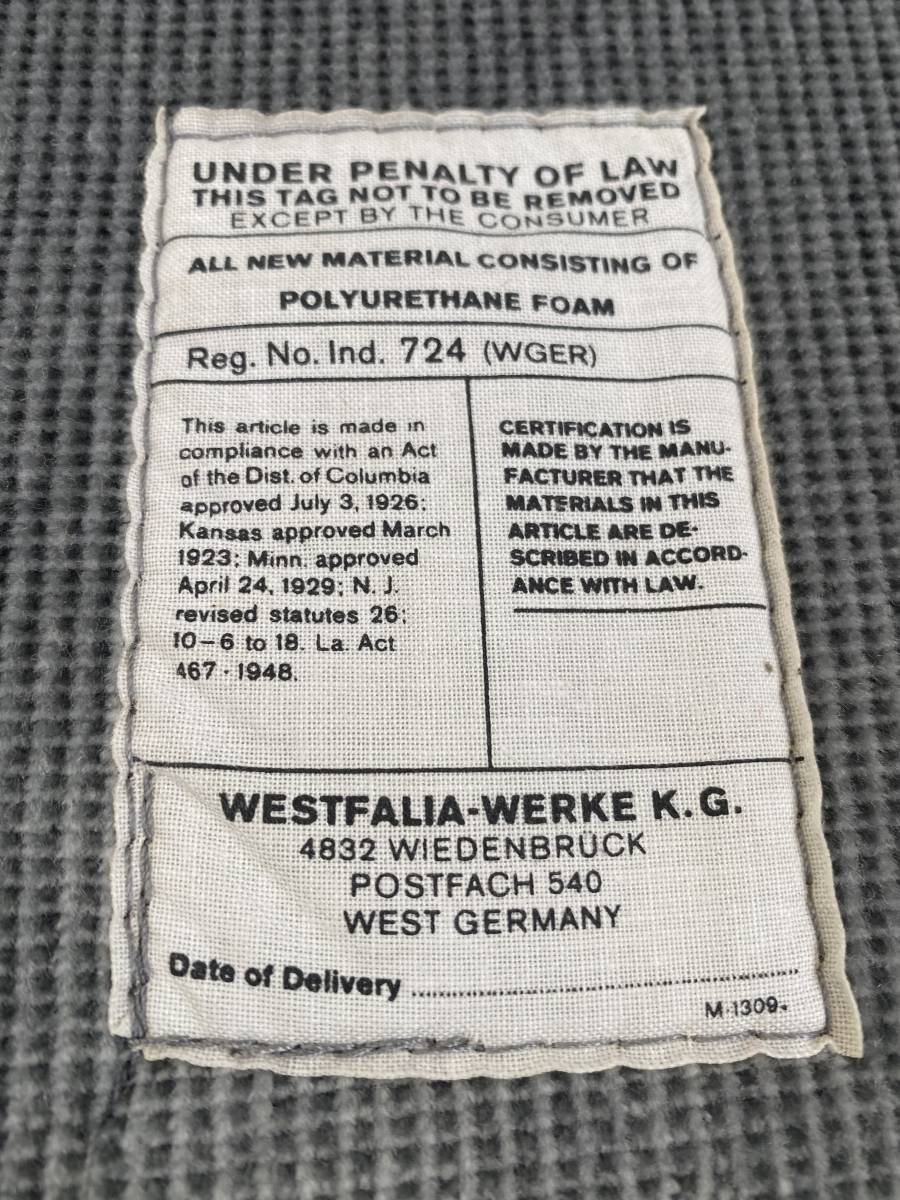 UNDER PENALTY OF LAW
THIS TAG NOT TO BE REMOVED
EXCEPT BY THE CONSUMER
ALL NEW MATERIAL CONSISTING OF
POLYURETHANE FOAM
Reg. No. Ind. 724 (WGER)
This article is made in
compliance with an Act
of the Dist. of Columbia
approved July 3, 1926;
Kansas approved March
1923; Minn. approved
April 24, 1929; N. J.
revised statutes 26:
10-6 to 18. La. Act
467 · 1948.
CERTIFICATION IS
MADE BY THE MANU-
FACTURER THAT THE
MATERIALS IN THIS
ARTICLE ARE DE-
SCRIBED IN ACCORD-
ANCE WITH LAW.
WESTFALIA-WERKE K.G.
4832 WIEDENBRÜCK
POSTFACH 540
WEST GERMANY
Date of Delivery ........................................
M·1309.